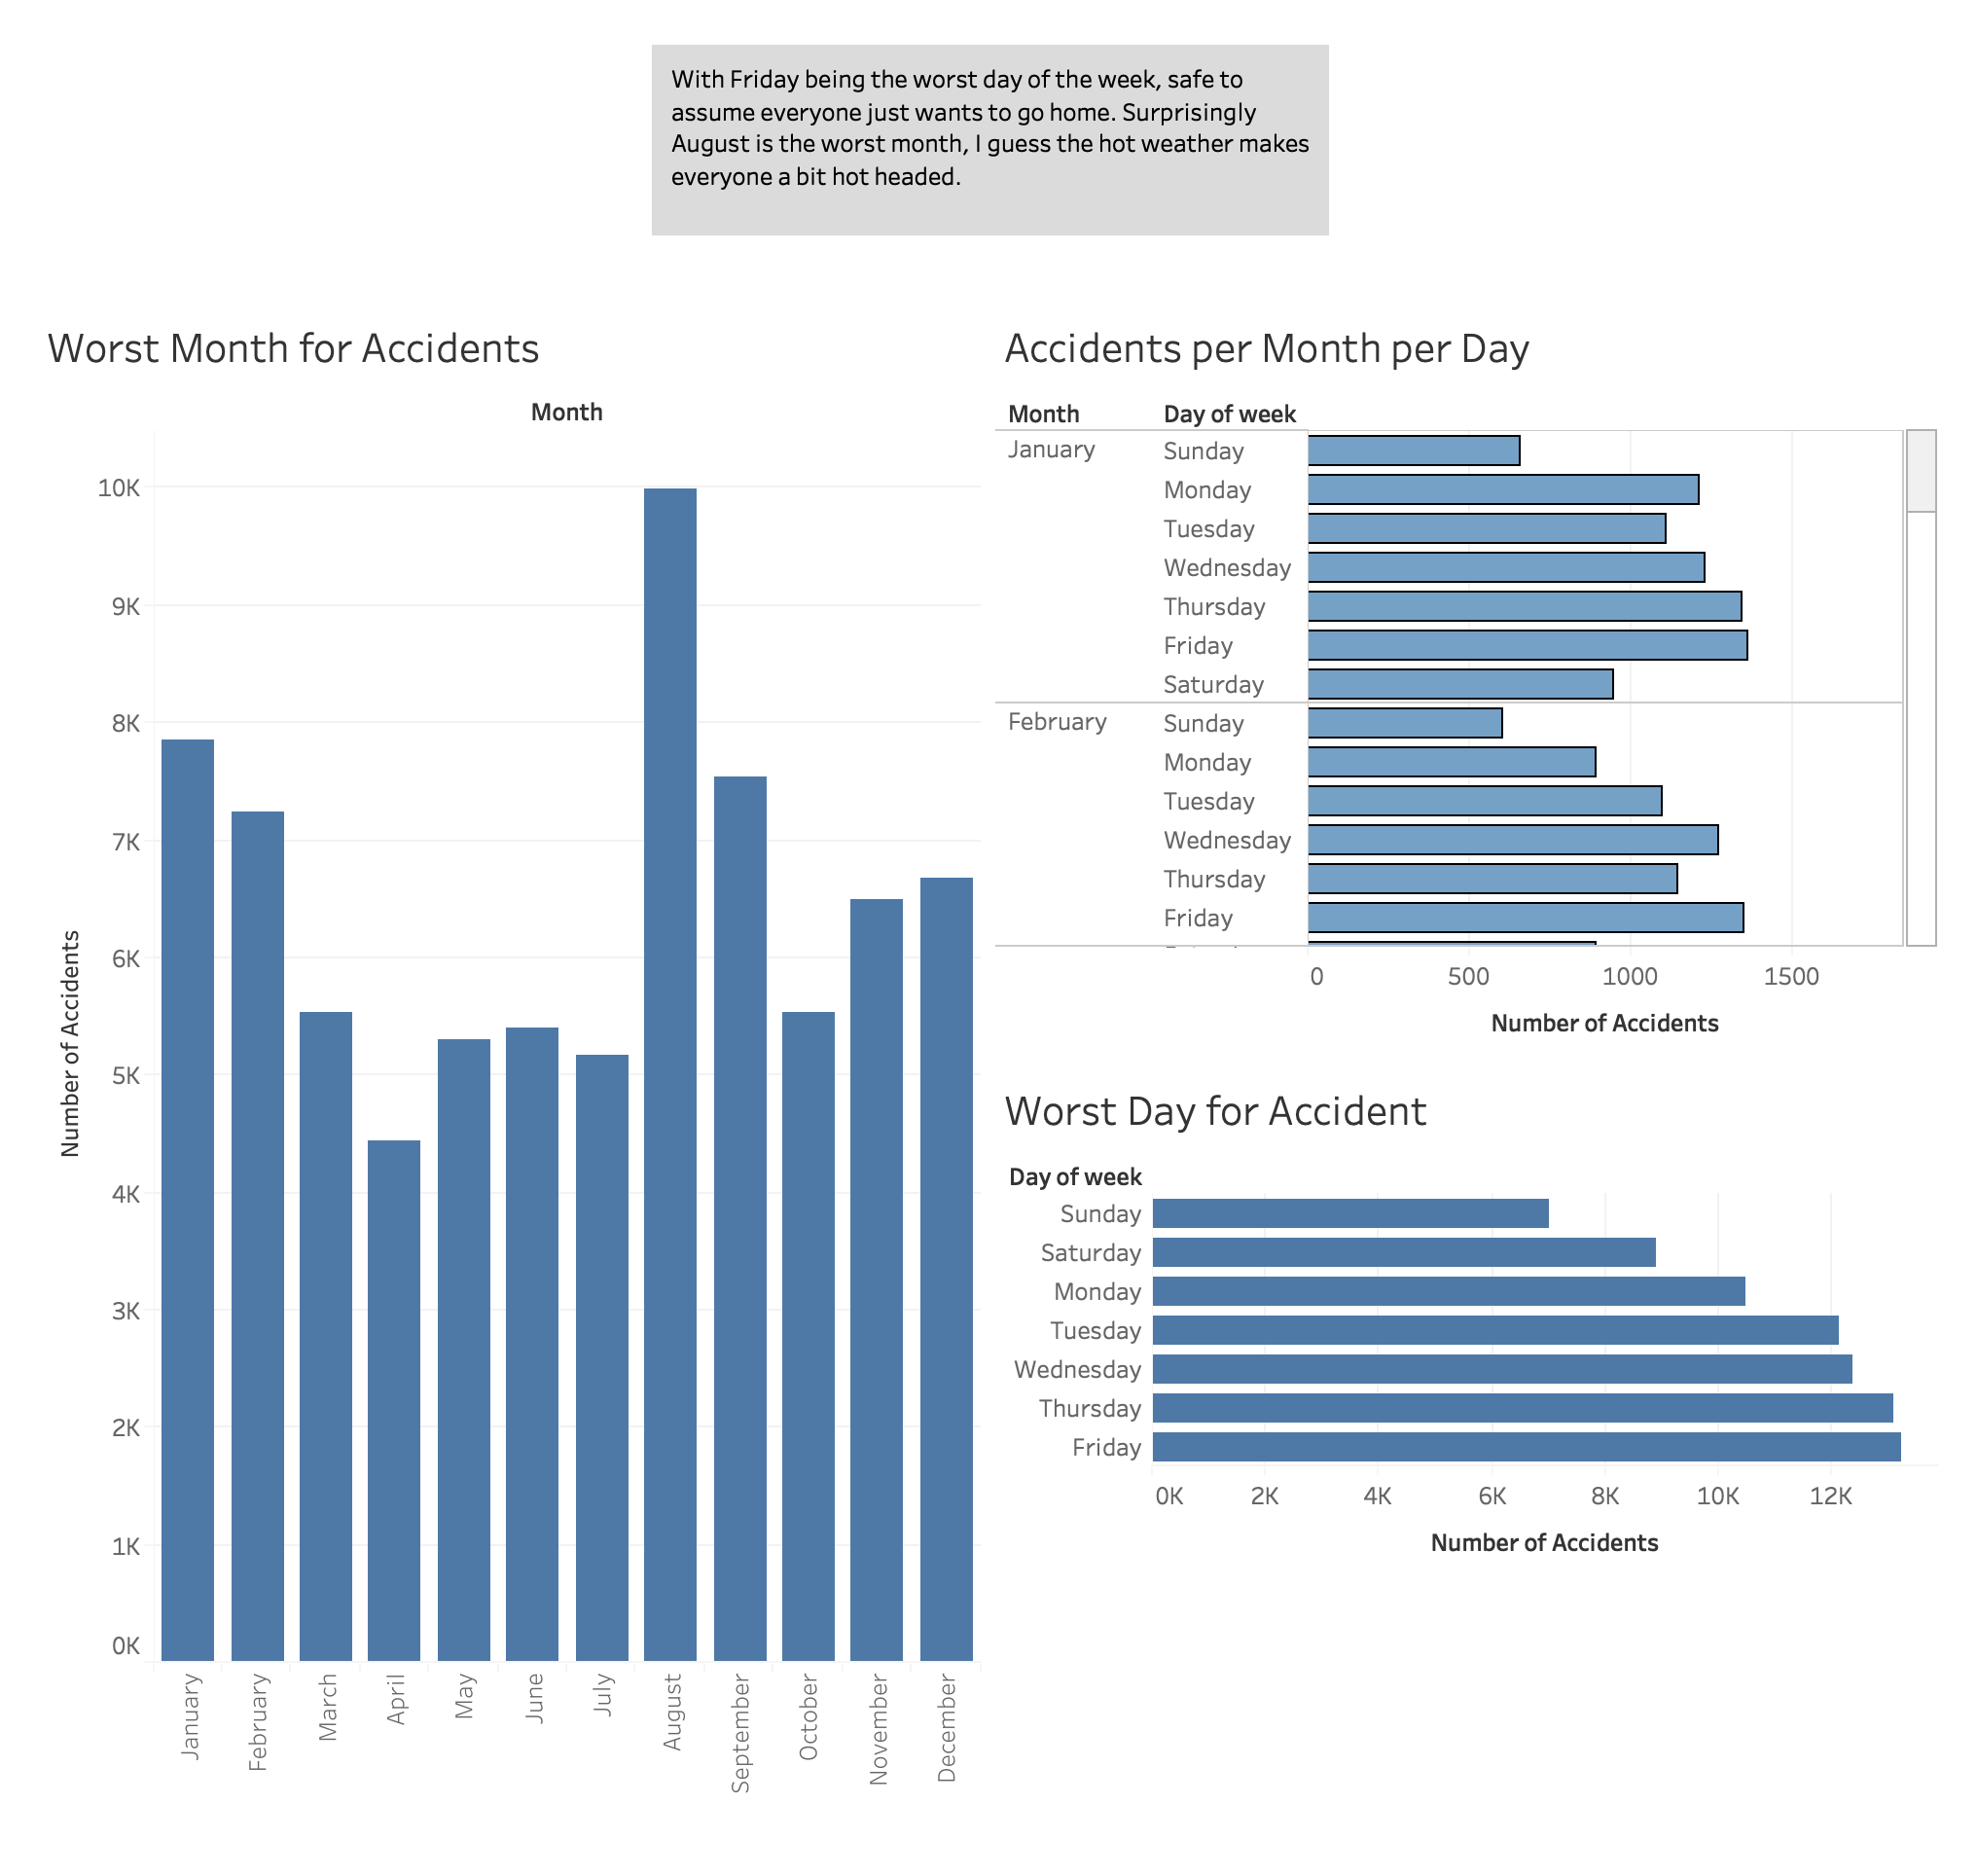 With Friday being the worst day of the week, safe to
assume everyone just wants to go home. Surprisingly
August is the worst month, I guess the hot weather makes
everyone a bit hot headed.
Worst Month for Accidents
Month
Number of Accidents
10K
9K
8K
7K
6K
5K
4K
3K
2K
1K
0K
January
February
March
April
May
June
July
August
September
October
November
December
Accidents per Month per Day
Month Day of week
January Sunday
Monday
Tuesday
Wednesday
Thursday
Friday
Saturday
February Sunday
Monday
Tuesday
Wednesday
Thursday
Friday
0 500 1000 1500
Number of Accidents
Worst Day for Accident
Day of week
Sunday
Saturday
Monday
Tuesday
Wednesday
Thursday
Friday
0K 2K 4K 6K 8K 10K 12K
Number of Accidents